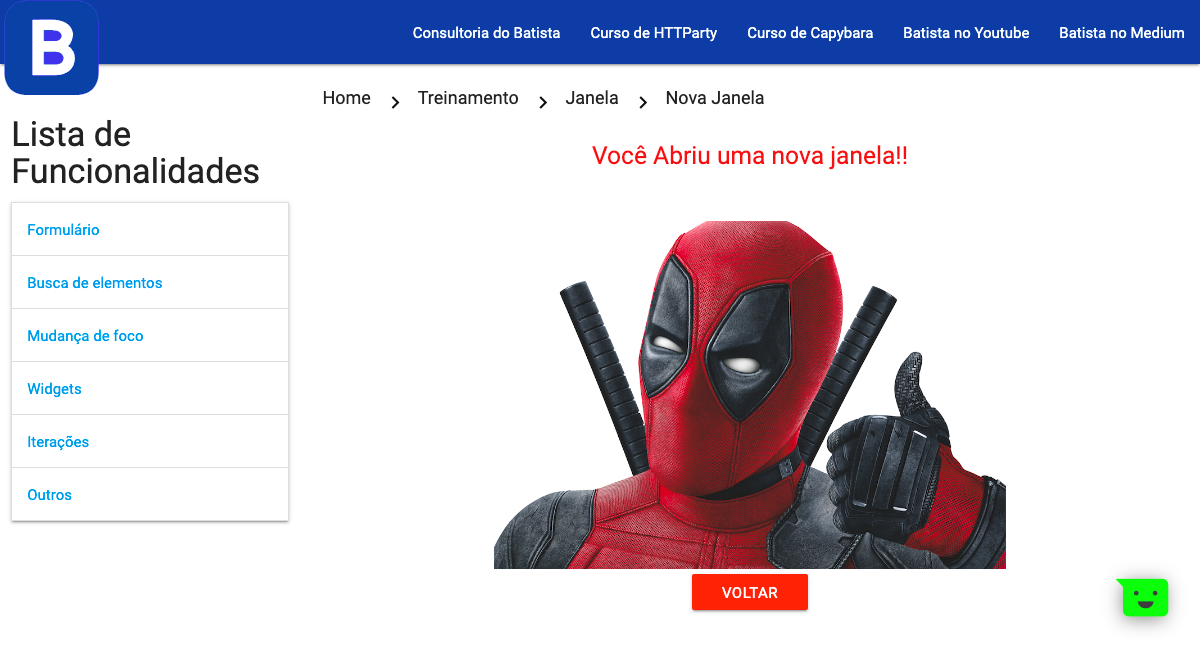 B
Consultoria do Batista
Curso de HTTParty
Curso de Capybara
Batista no Youtube
Batista no Medium
Home
Treinamento
Janela
Nova Janela
Lista de
Funcionalidades
Formulário
Busca de elementos
Mudança de foco
Widgets
Iterações
Outros
Você Abriu uma nova janela!!
VOLTAR